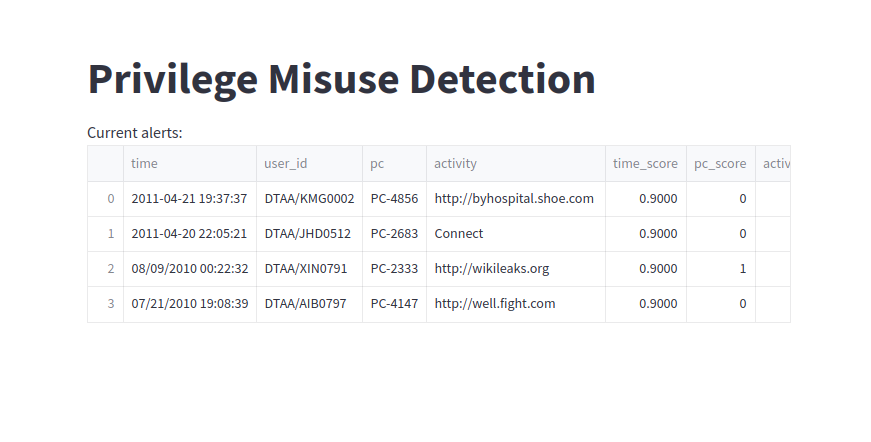 Privilege Misuse Detection
Current alerts:
time user_id pc activity time_score pc_score activ
0 2011-04-21 19:37:37 DTAA/KMG0002 PC-4856 http://byhospital.shoe.com 0.9000 0
1 2011-04-20 22:05:21 DTAA/JHD0512 PC-2683 Connect 0.9000 0
2 08/09/2010 00:22:32 DTAA/XIN0791 PC-2333 http://wikileaks.org 0.9000 1
3 07/21/2010 19:08:39 DTAA/AIB0797 PC-4147 http://well.fight.com 0.9000 0